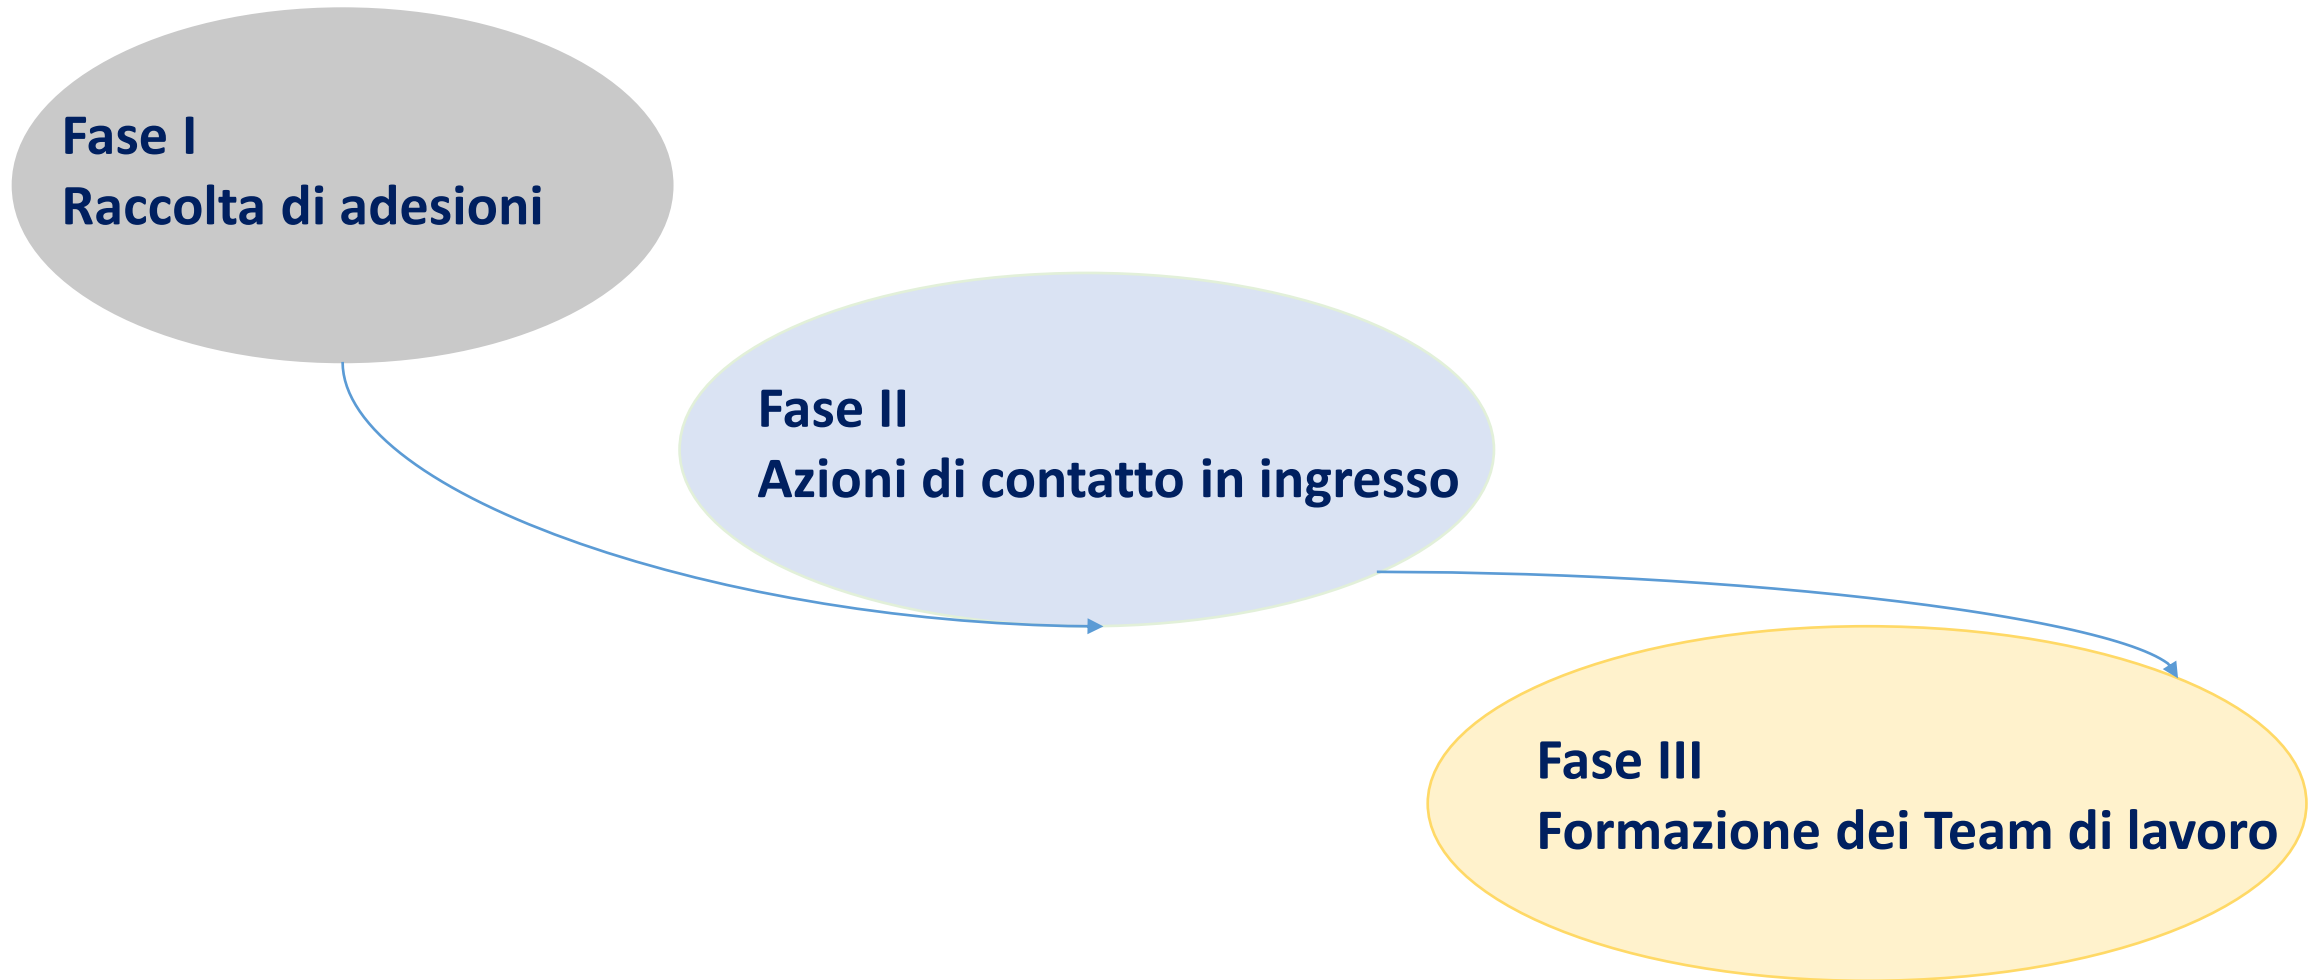 Fase I
Raccolta di adesioni
Fase II
Azioni di contatto in ingresso
Fase III
Formazione dei Team di lavoro